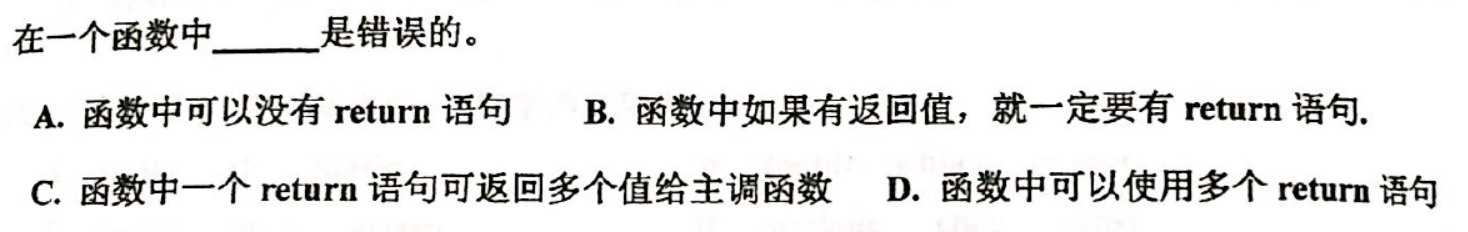 在一个函数中______是错误的。
A. 函数中可以没有 return 语句 B. 函数中如果有返回值，就一定要有 return 语句.
C. 函数中一个 return 语句可返回多个值给主调函数 D. 函数中可以使用多个 return 语句